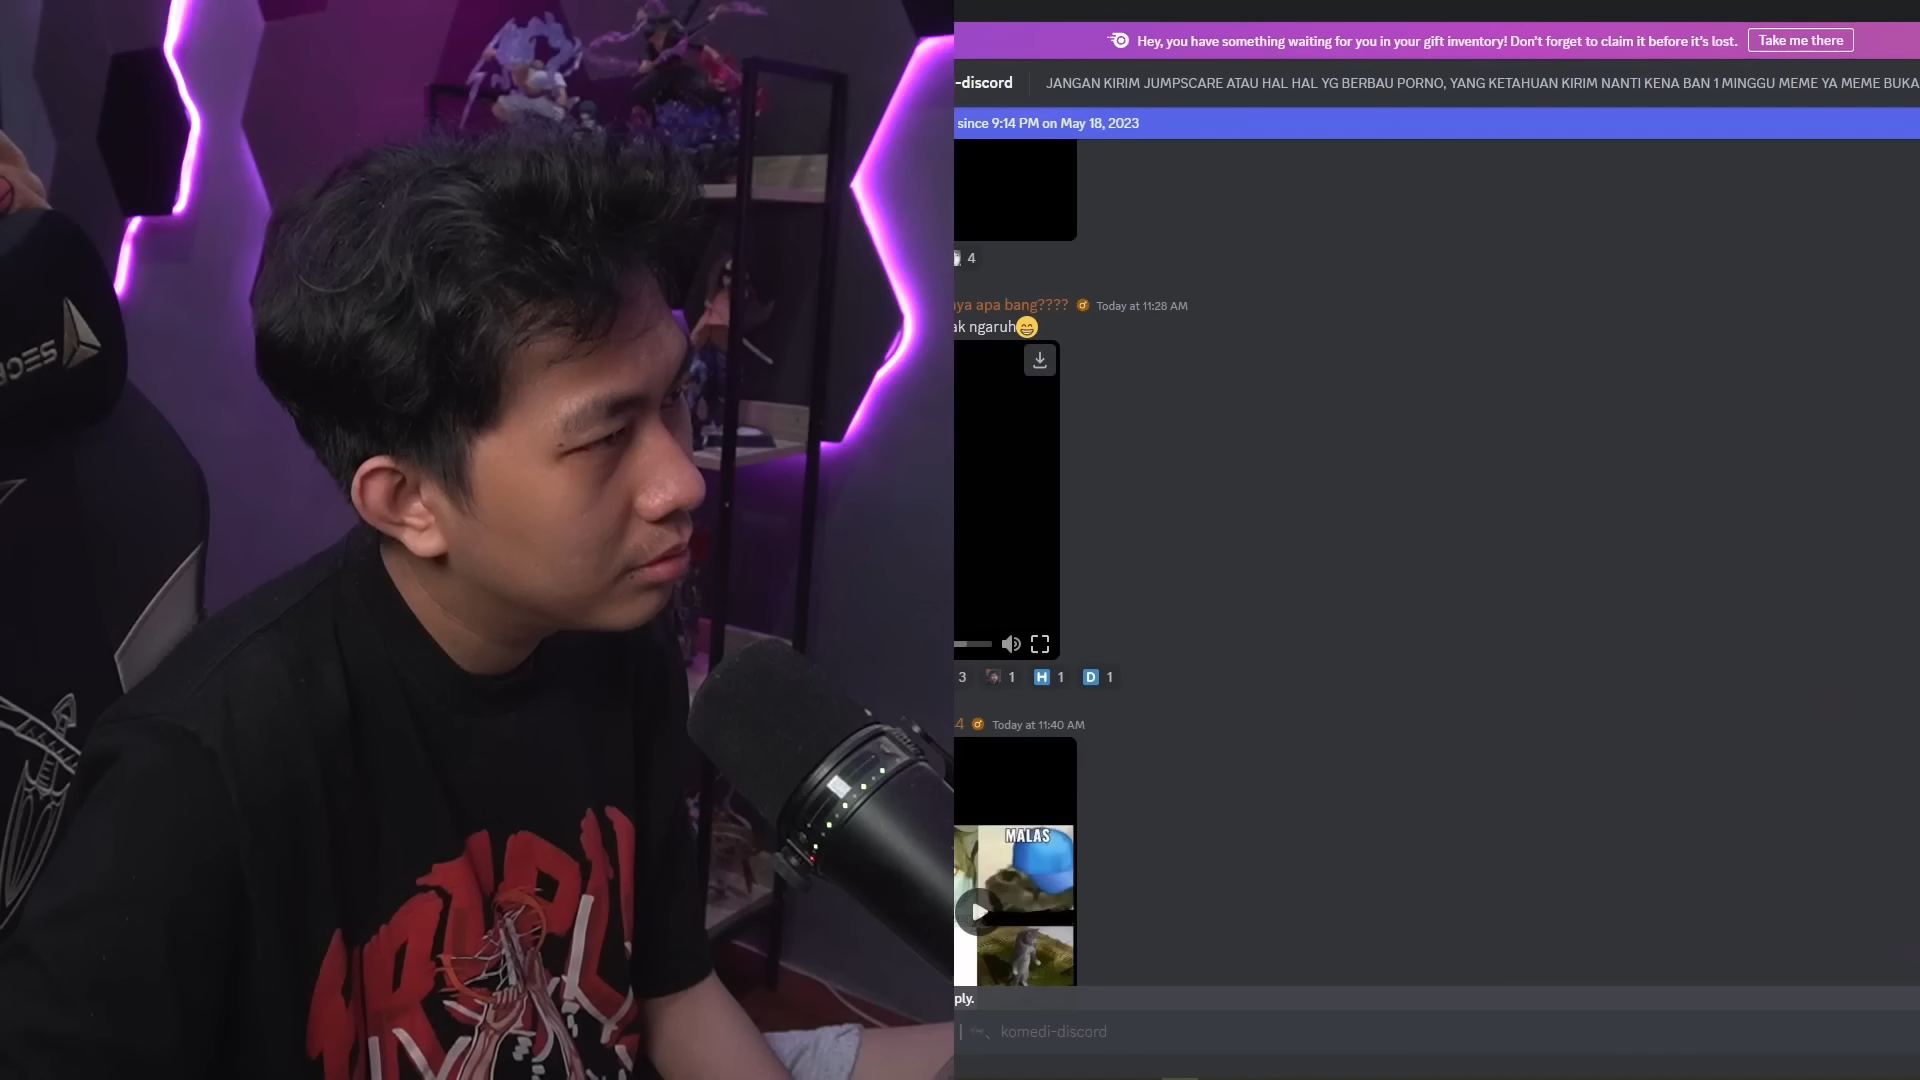 Hey, you have something waiting for you in your gift inventory! Don't forget to claim it before it's lost.
Take me there
-discord
JANGAN KIRIM JUMPSCARE ATAU HAL HAL YG BERBAU PORNO, YANG KETAHUAN KIRIM NANTI KENA BAN 1 MINGGU MEME YA MEME BUKA
since 9:14 PM on May 18, 2023
4
ya apa bang???? Today at 11:28 AM
ak ngaruh😁
3 1 H 1 D 1
4 Today at 11:40 AM
MALAS
ply.
komedi-discord